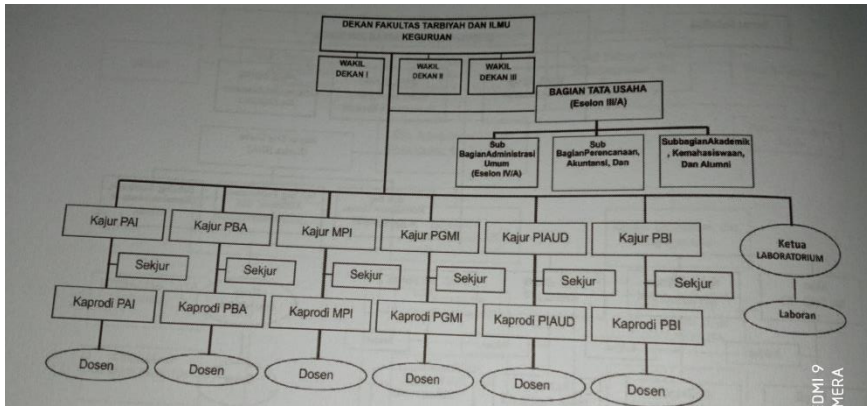 DEKAN FAKULTAS TARBIYAH DAN ILMU
KEGURUAN
WAKIL
DEKAN I
WAKIL
DEKAN II
WAKIL
DEKAN III
BAGIAN TATA USAHA
(Eselon III/A)
Sub
BagianAdministrasi
Umum
(Eselon IV/A)
Sub
BagianPerencanaan,
Akuntansi, Dan
SubbagianAkademik
, Kemahasiswaan,
Dan Alumni
Kajur PAI
Kajur PBA
Kajur MPI
Kajur PGMI
Kajur PIAUD
Kajur PBI
Ketua
LABORATORIUM
Sekjur
Sekjur
Sekjur
Sekjur
Sekjur
Sekjur
Kaprodi PAI
Kaprodi PBA
Kaprodi MPI
Kaprodi PGMI
Kaprodi PIAUD
Kaprodi PBI
Laboran
Dosen
Dosen
Dosen
Dosen
Dosen
Dosen
DMI 9
MERA